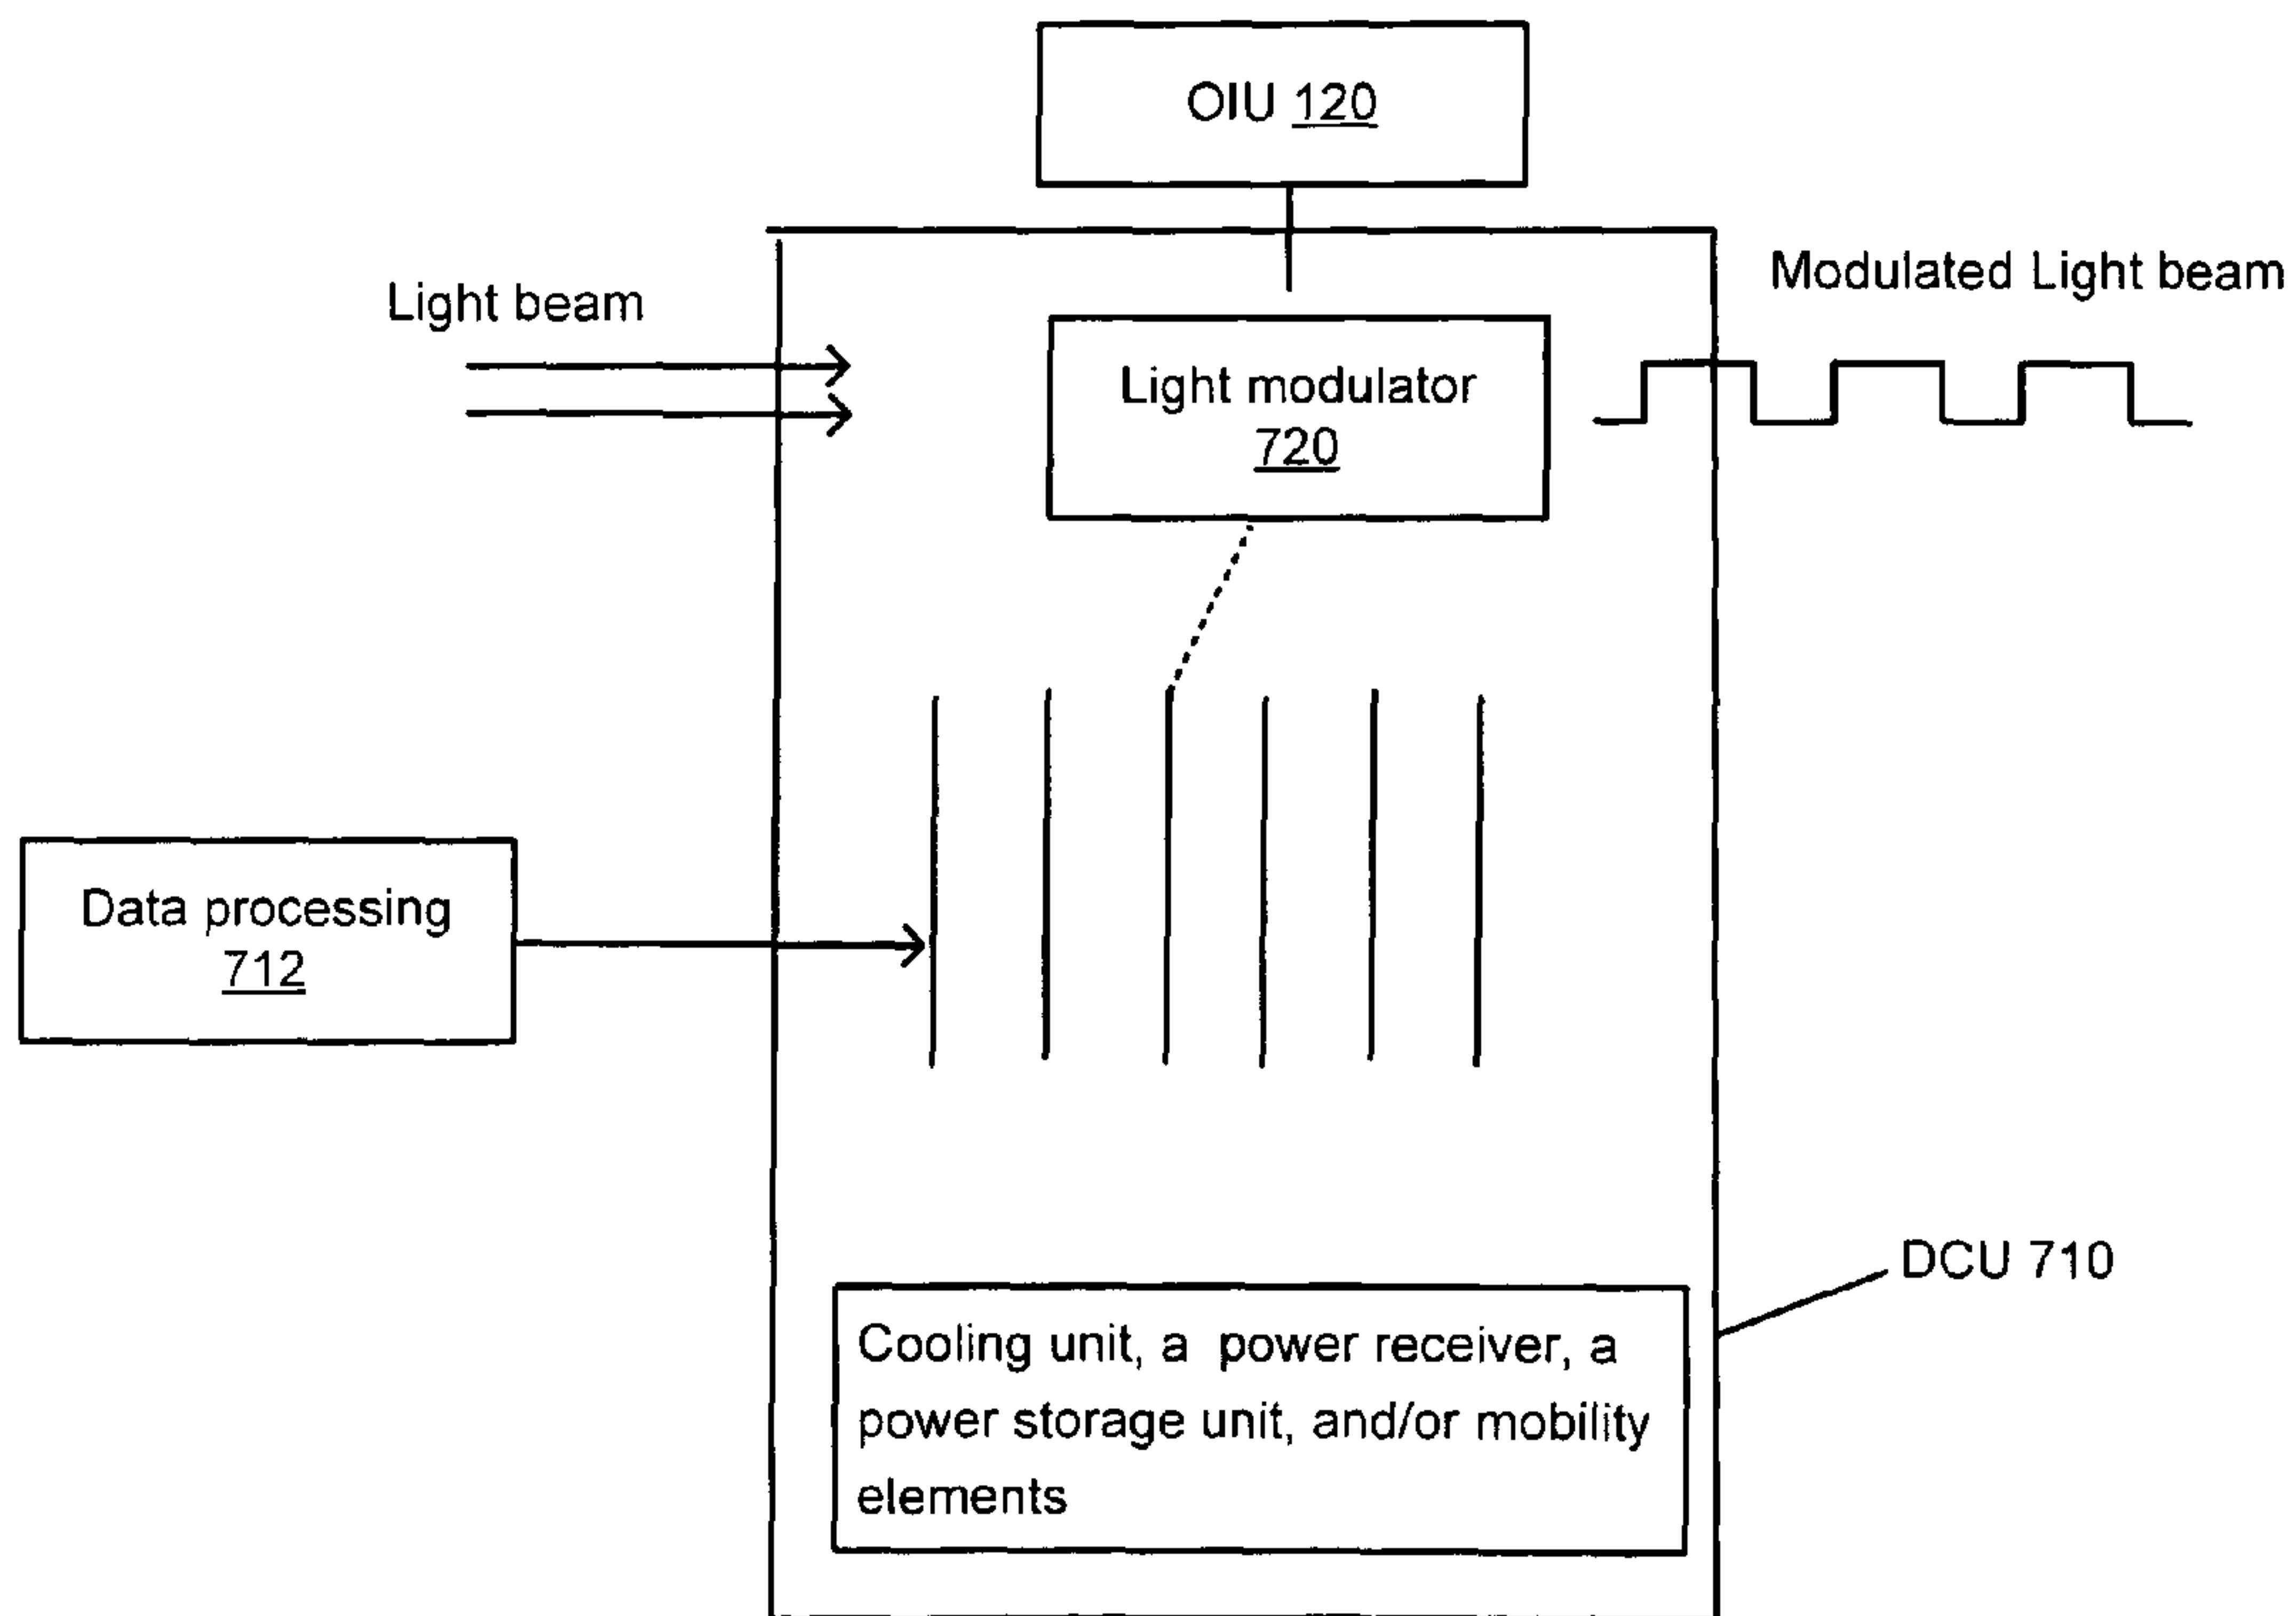 OIU 120
Modulated Light beam
Light beam
Light modulator
720
Data processing
712
DCU 710
Cooling unit, a power receiver, a
power storage unit, and/or mobility
elements